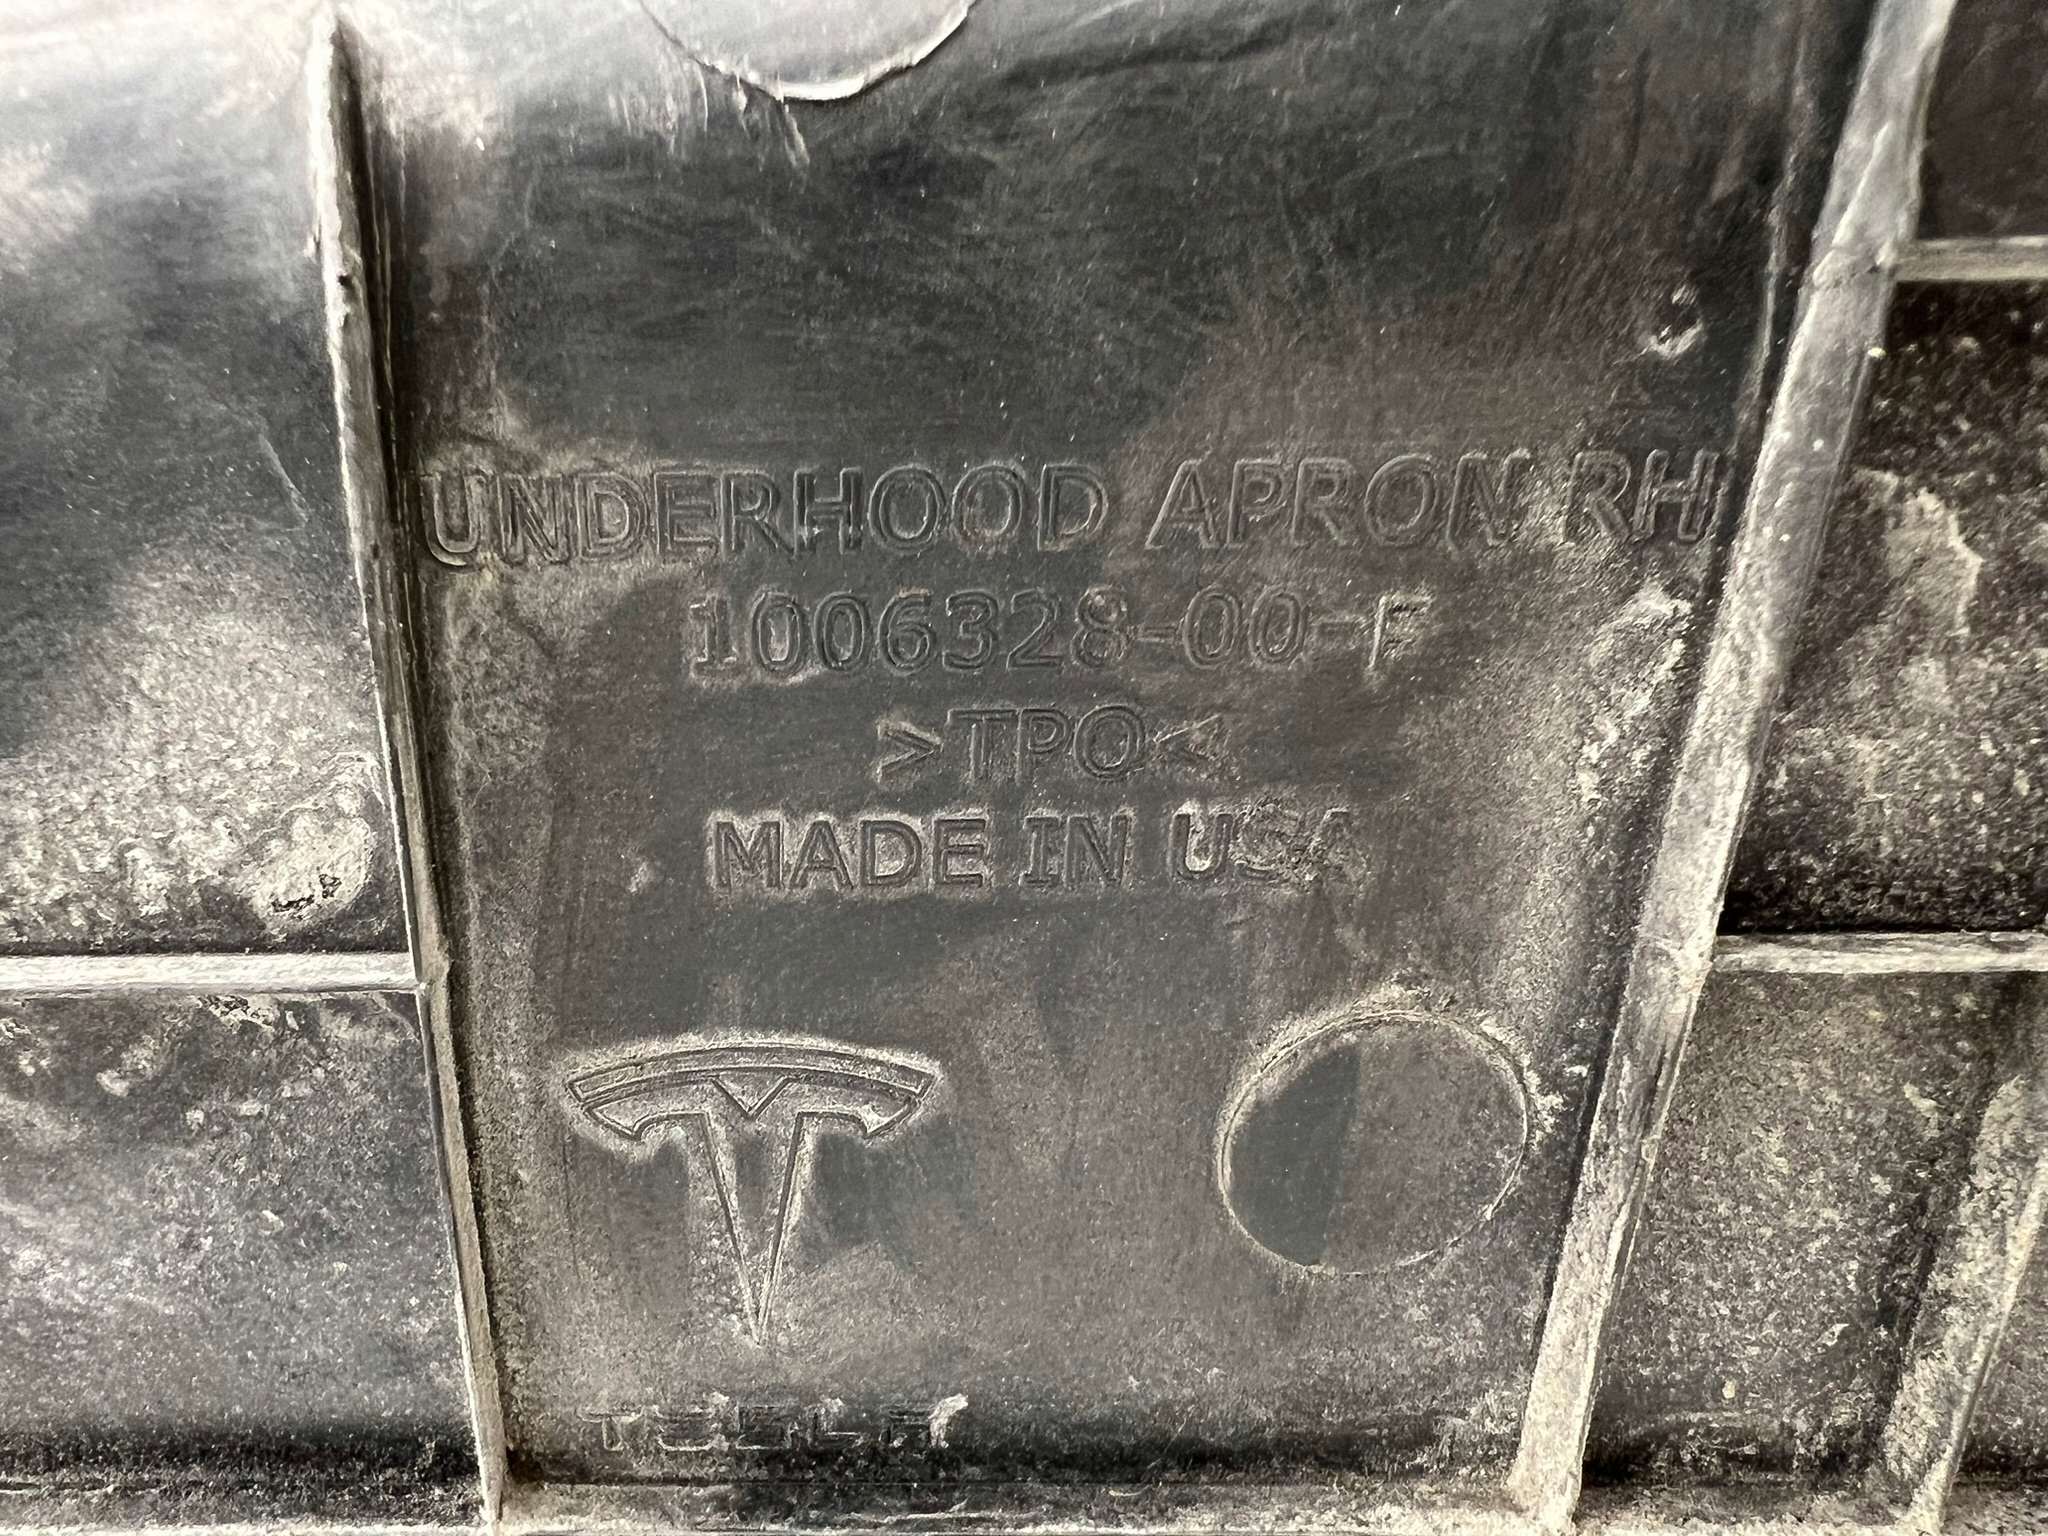 UNDERHOOD APRON RH
1006328-00-F
>TPO<
MADE IN USA
TESLA